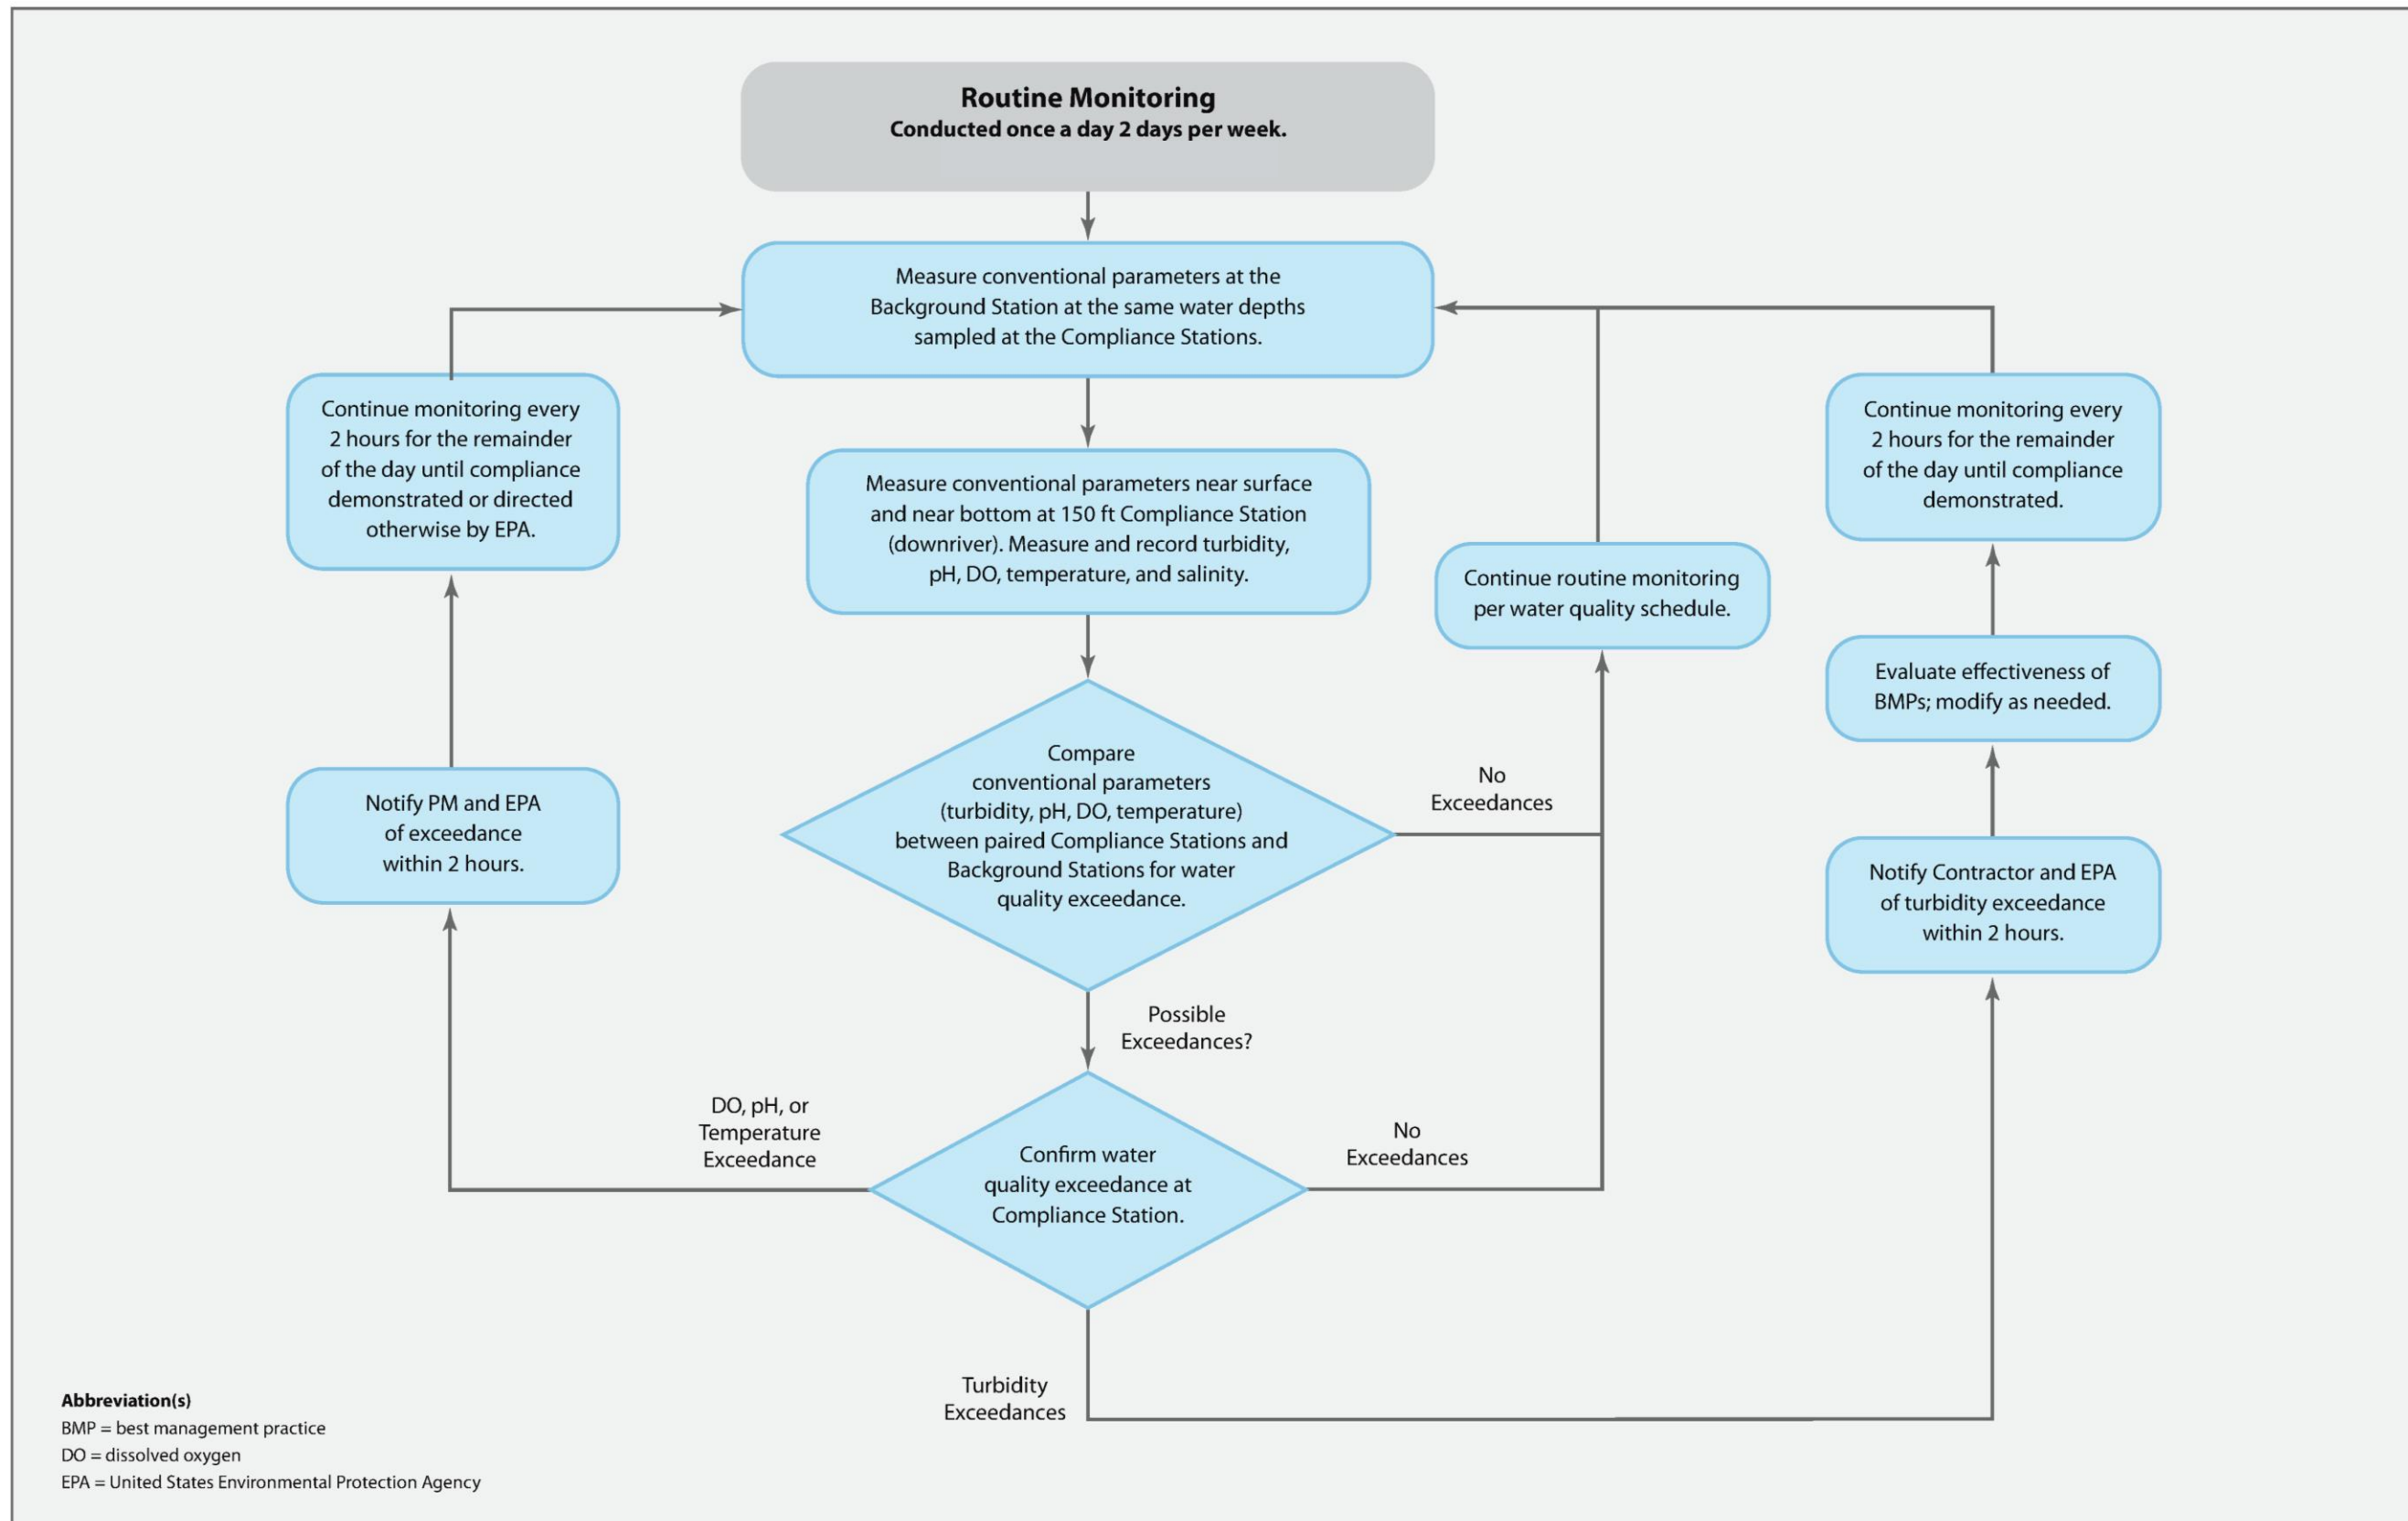 Routine Monitoring
Conducted once a day 2 days per week.
Measure conventional parameters at the
Background Station at the same water depths
sampled at the Compliance Stations.
Continue monitoring every
2 hours for the remainder
of the day until compliance
demonstrated or directed
otherwise by EPA.
Measure conventional parameters near surface
and near bottom at 150 ft Compliance Station
(downriver). Measure and record turbidity,
pH, DO, temperature, and salinity.
Continue routine monitoring
per water quality schedule.
Continue monitoring every
2 hours for the remainder
of the day until compliance
demonstrated.
Evaluate effectiveness of
BMPs; modify as needed.
Notify PM and EPA
of exceedance
within 2 hours.
Compare
conventional parameters
(turbidity, pH, DO, temperature)
between paired Compliance Stations and
Background Stations for water
quality exceedance.
No
Exceedances
Notify Contractor and EPA
of turbidity exceedance
within 2 hours.
Possible
Exceedances?
DO, pH, or
Temperature
Exceedance
Confirm water
quality exceedance at
Compliance Station.
No
Exceedances
Turbidity
Exceedances
Abbreviation(s)
BMP = best management practice
DO = dissolved oxygen
EPA = United States Environmental Protection Agency